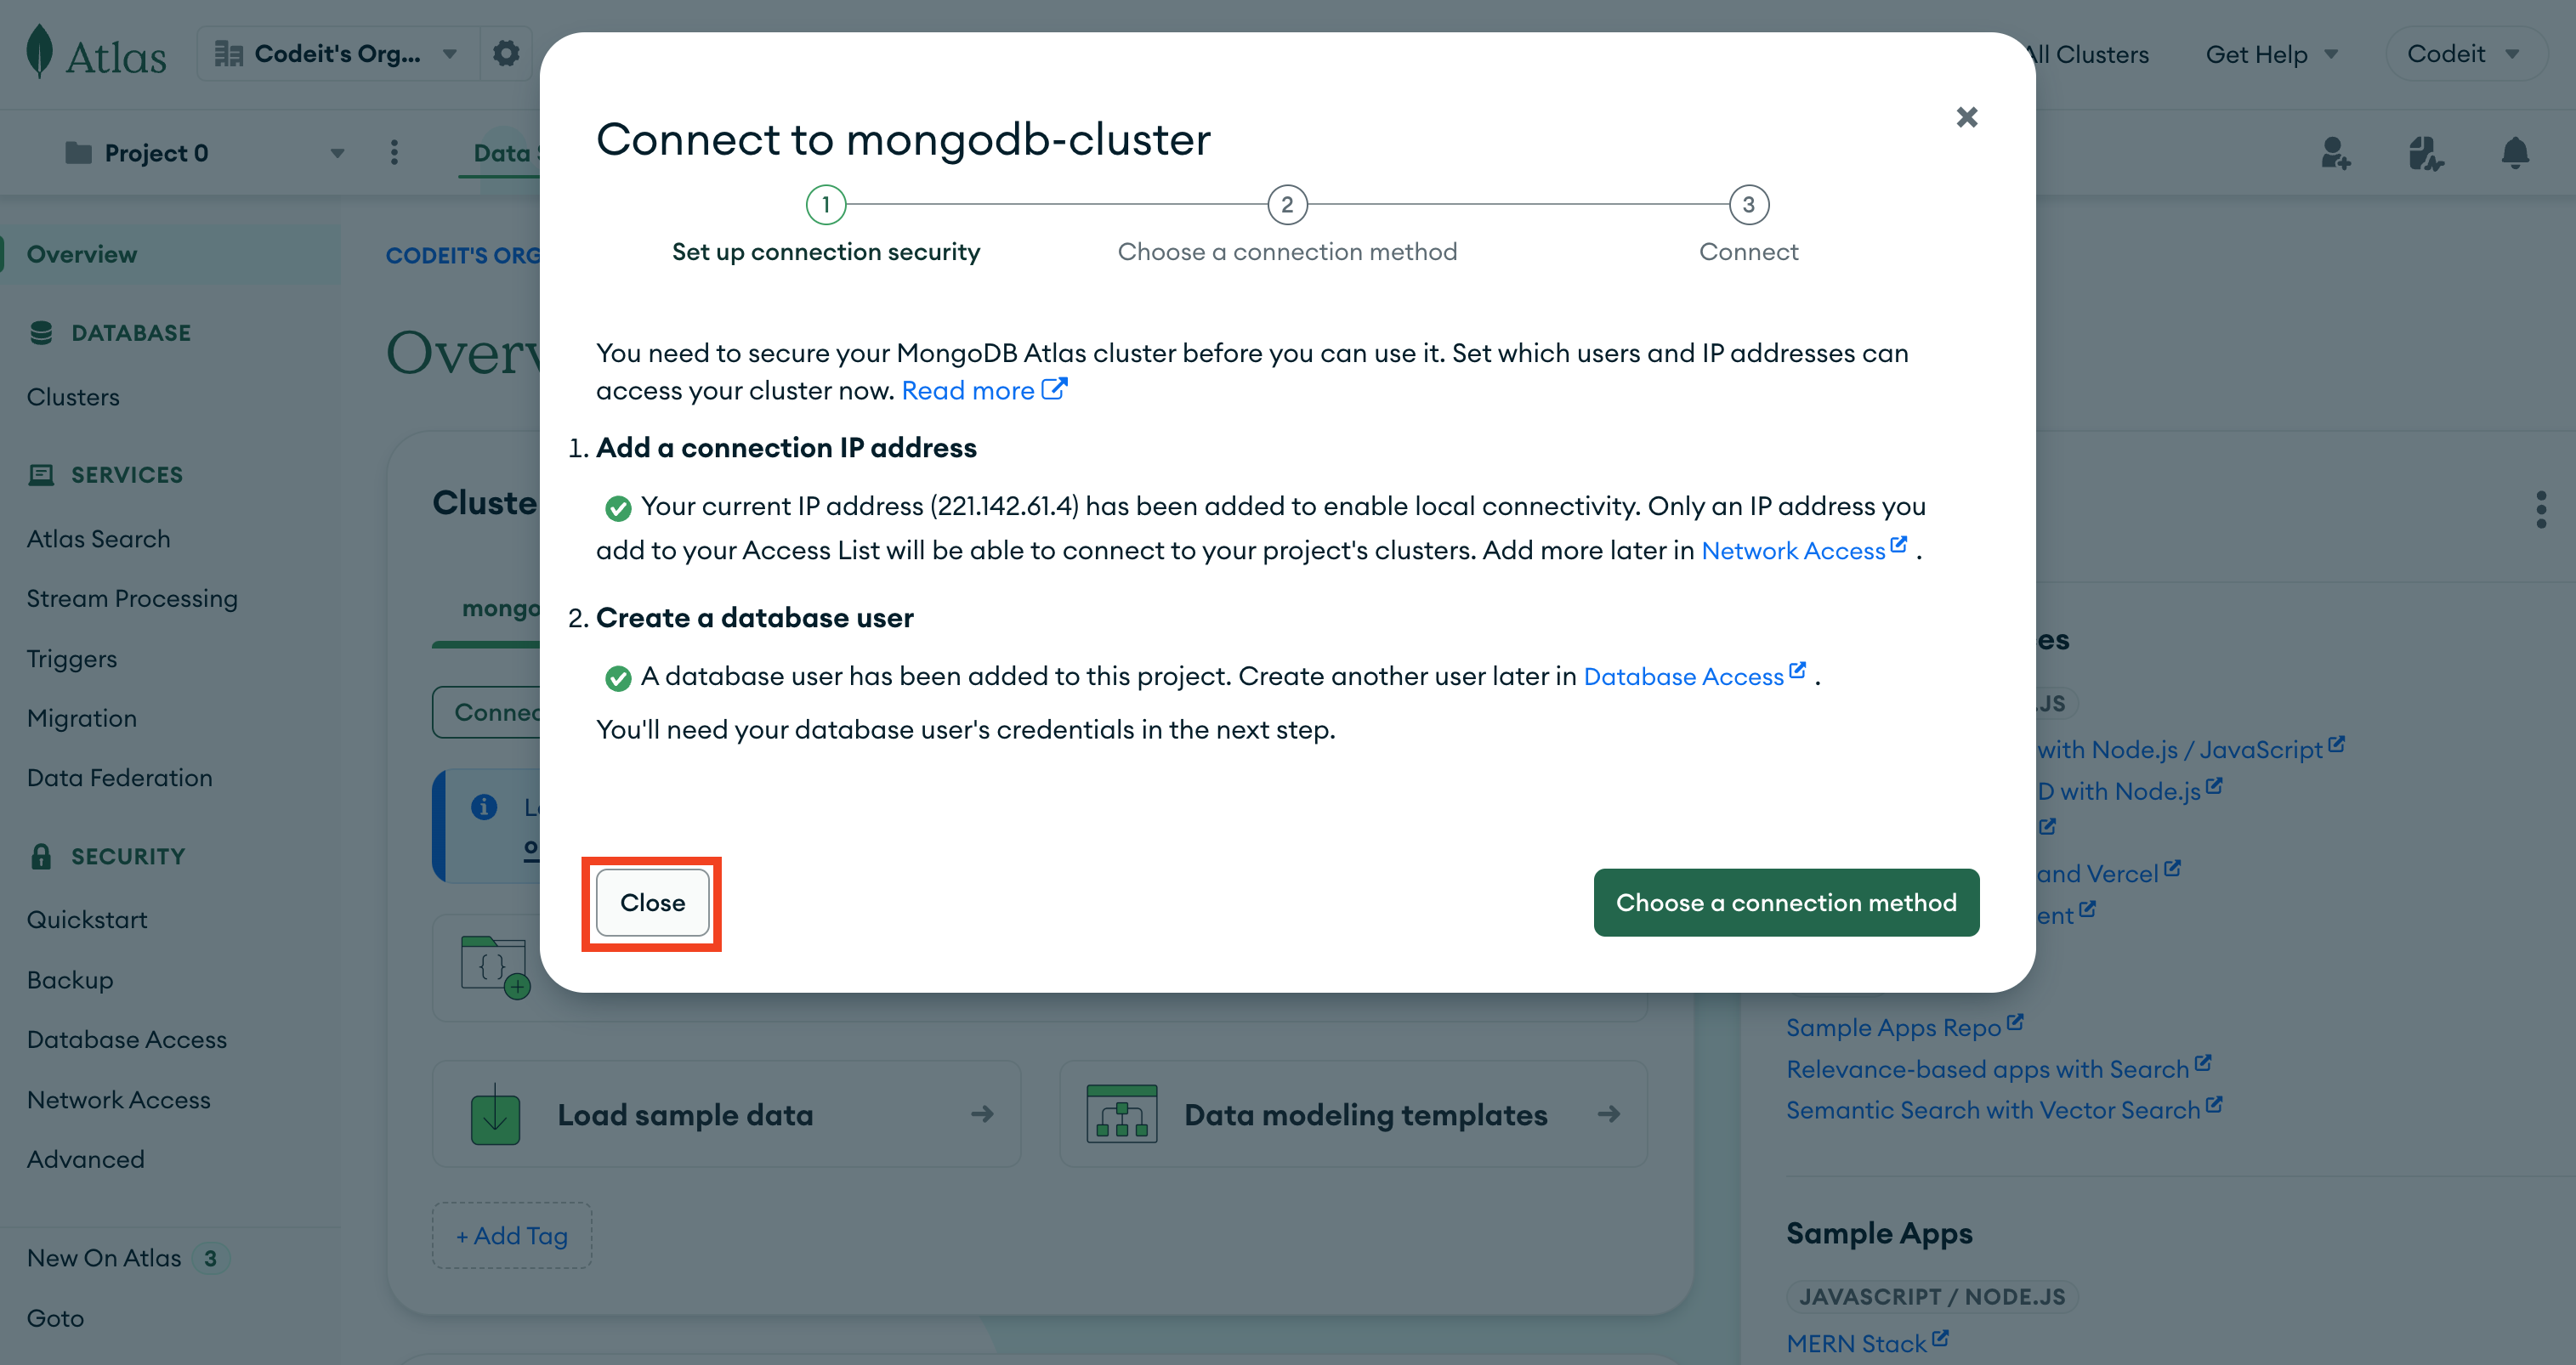 Atlas
Codeit's Org...
All Clusters
Get Help
Codeit
Project 0
Data
Overview
DATABASE
Clusters
SERVICES
Atlas Search
Stream Processing
Triggers
Migration
Data Federation
SECURITY
Quickstart
Backup
Database Access
Network Access
Advanced
New On Atlas 3
Goto
CODEIT'S ORG
Overv
Cluste
mongo
Connec
Connect to mongodb-cluster
1
2
3
Set up connection security
Choose a connection method
Connect
You need to secure your MongoDB Atlas cluster before you can use it. Set which users and IP addresses can
access your cluster now. Read more
1. Add a connection IP address
Your current IP address (221.142.61.4) has been added to enable local connectivity. Only an IP address you
add to your Access List will be able to connect to your project's clusters. Add more later in Network Access .
2. Create a database user
A database user has been added to this project. Create another user later in Database Access .
You'll need your database user's credentials in the next step.
Close
Choose a connection method
Load sample data
Data modeling templates
+ Add Tag
es
.JS
with Node.js / JavaScript
D with Node.js
and Vercel
ent
Sample Apps Repo
Relevance-based apps with Search
Semantic Search with Vector Search
Sample Apps
JAVASCRIPT / NODE.JS
MERN Stack